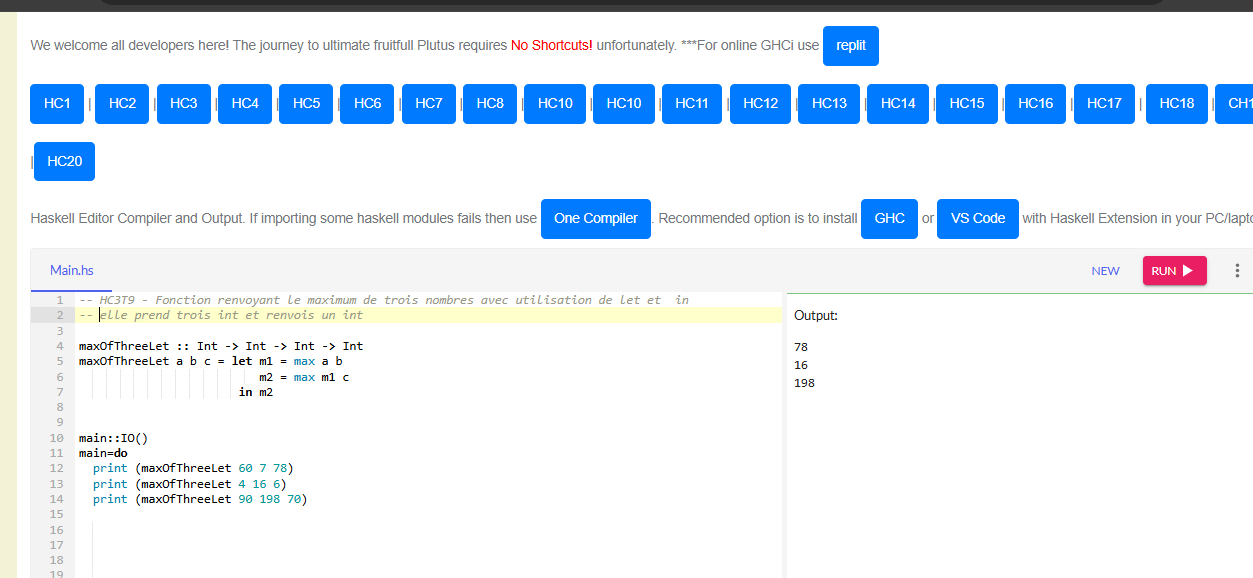 We welcome all developers here! The journey to ultimate fruitfull Plutus requires No Shortcuts! unfortunately. ***For online GHCi use replit
HC1 | HC2 | HC3 | HC4 | HC5 | HC6 | HC7 | HC8 | HC10 | HC10 | HC11 | HC12 | HC13 | HC14 | HC15 | HC16 | HC17 | HC18 | CH1
| HC20
Haskell Editor Compiler and Output. If importing some haskell modules fails then use One Compiler . Recommended option is to install GHC or VS Code with Haskell Extension in your PC/lapto
Main.hs
NEW
RUN
1 -- HC3T9 - Fonction renvoyant le maximum de trois nombres avec utilisation de let et  in
2 -- elle prend trois int et renvois un int
3
4 maxOfThreeLet :: Int -> Int -> Int -> Int
5 maxOfThreeLet a b c = let m1 = max a b
6                           m2 = max m1 c
7                        in m2
8
9
10 main::IO()
11 main=do
12   print (maxOfThreeLet 60 7 78)
13   print (maxOfThreeLet 4 16 6)
14   print (maxOfThreeLet 90 198 70)
15
16
17
18
19
Output:
78
16
198